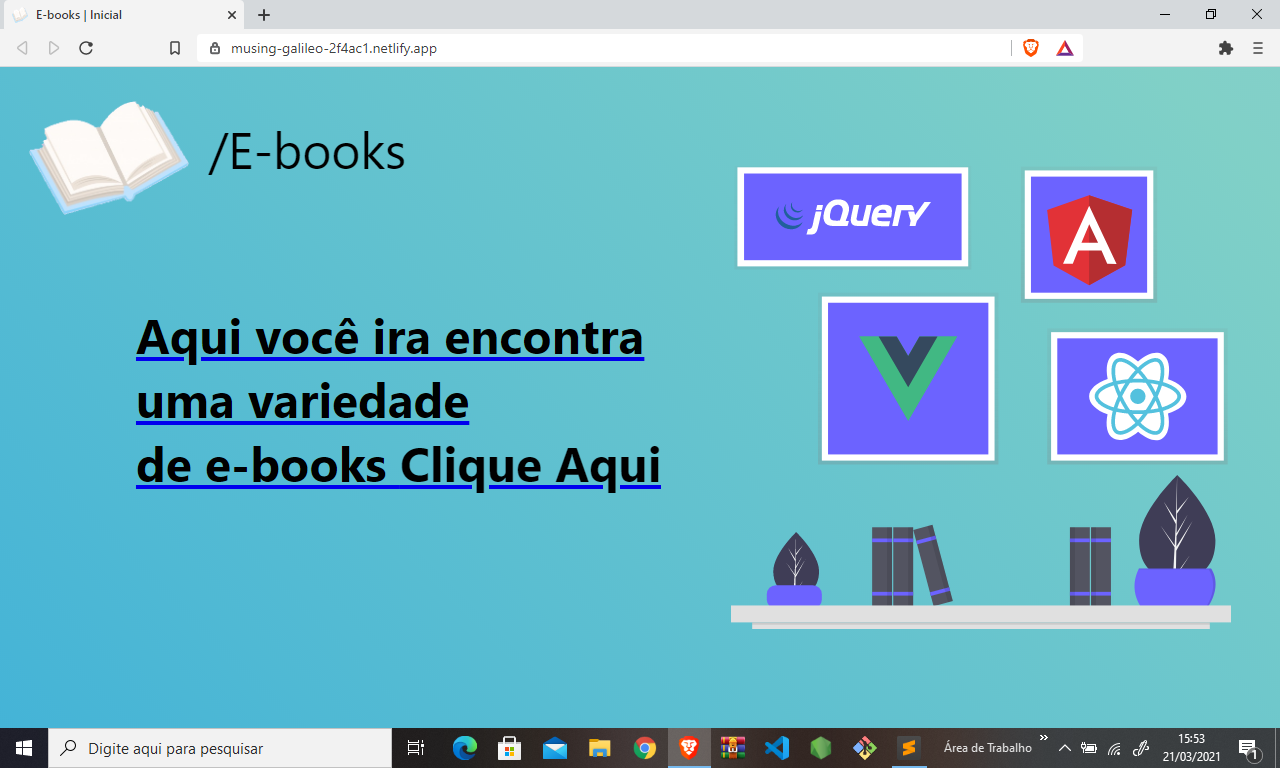 E-books | Inicial
musing-galileo-2f4ac1.netlify.app
/E-books
jQuery
A
Aqui você ira encontra
uma variedade
de e-books Clique Aqui
Digite aqui para pesquisar
Área de Trabalho
»
15:53
21/03/2021
1